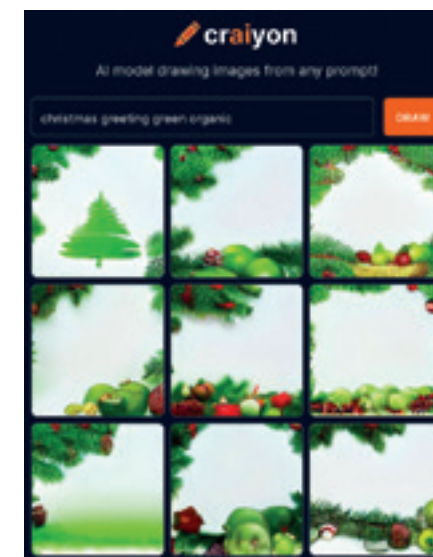 craiyon
AI model drawing images from any prompt!
christmas greeting green organic
DRAW